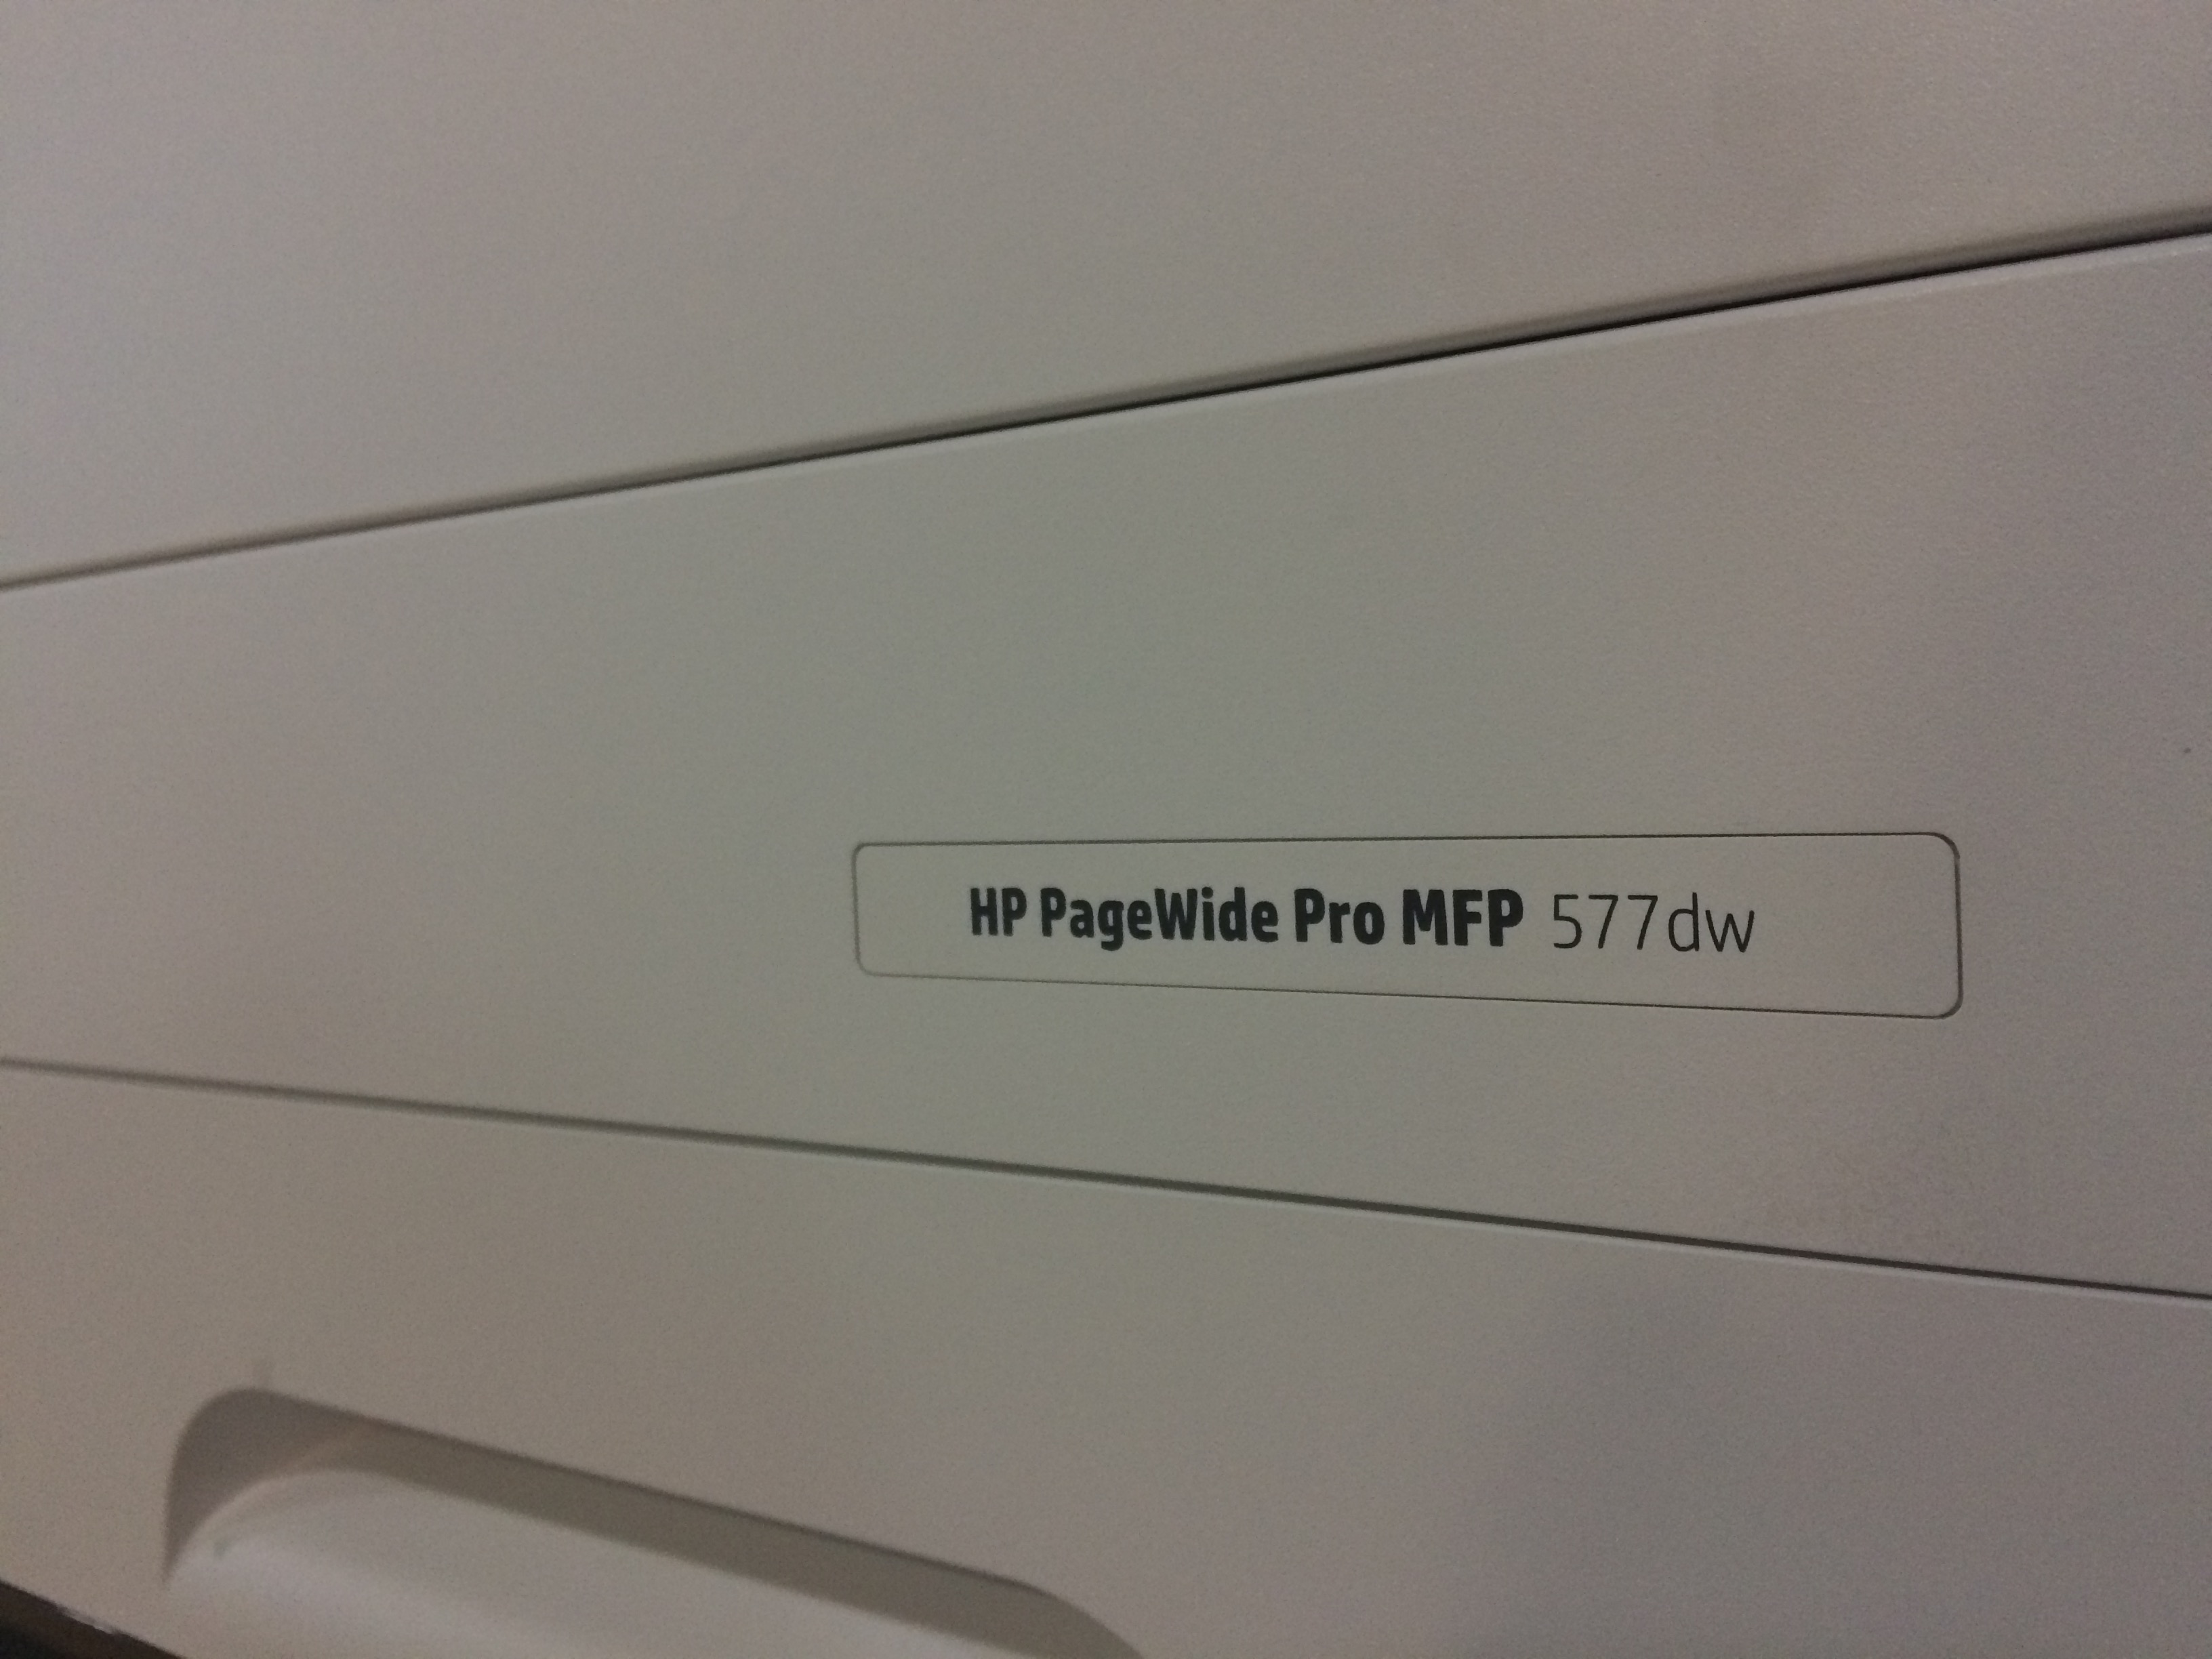 HP PageWide Pro MFP 577dw